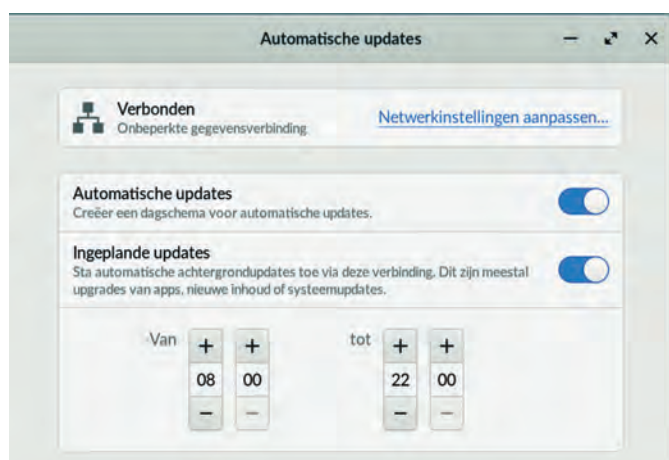 Automatische updates
Verbonden
Onbeperkte gegevensverbinding
Netwerkinstellingen aanpassen...
Automatische updates
Creëer een dagschema voor automatische updates.
Ingeplande updates
Sta automatische achtergrondupdates toe via deze verbinding. Dit zijn meestal
upgrades van apps, nieuwe inhoud of systeemupdates.
Van + + tot + +
08 00 22 00
− − − −